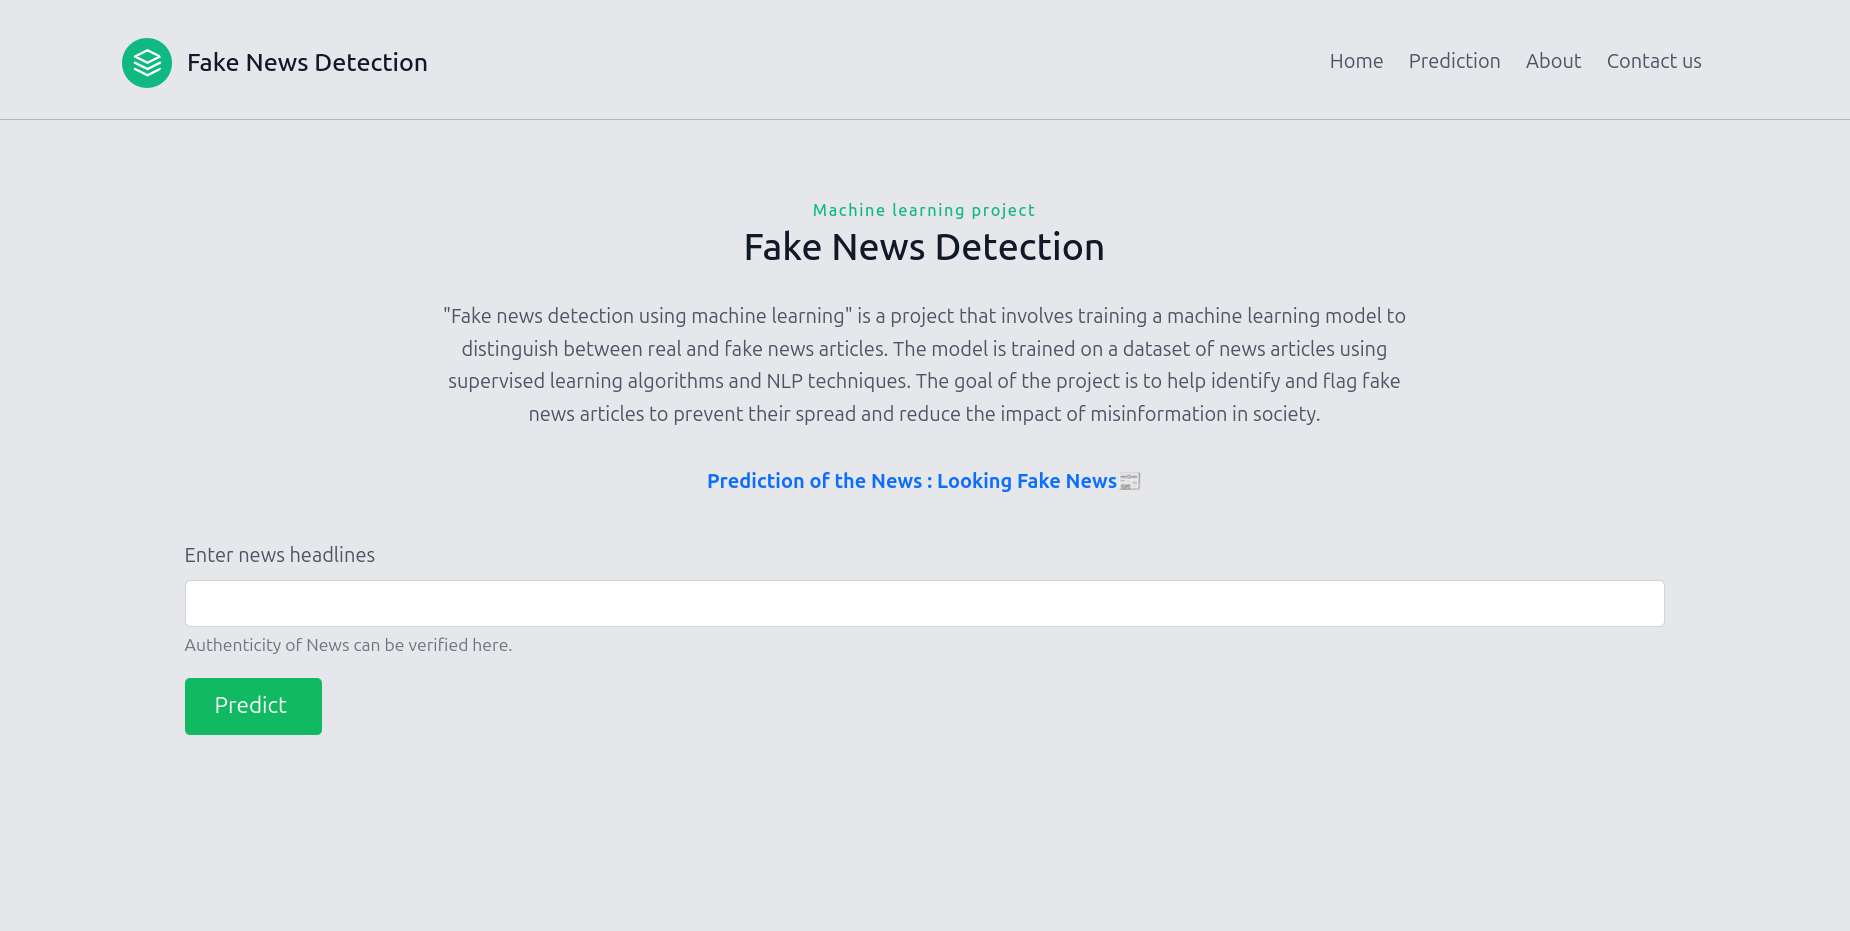 Fake News Detection
Home Prediction About Contact us
Machine learning project
Fake News Detection
"Fake news detection using machine learning" is a project that involves training a machine learning model to
distinguish between real and fake news articles. The model is trained on a dataset of news articles using
supervised learning algorithms and NLP techniques. The goal of the project is to help identify and flag fake
news articles to prevent their spread and reduce the impact of misinformation in society.
Prediction of the News : Looking Fake News📰
Enter news headlines
Authenticity of News can be verified here.
Predict